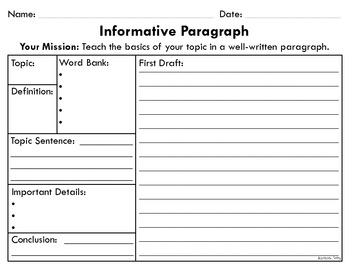 Name: Date:
Informative Paragraph
Your Mission: Teach the basics of your topic in a well-written paragraph.
Topic:
Word Bank:
•
•
•
•
•
Definition:
Topic Sentence:
Important Details:
•
•
•
Conclusion:
First Draft: